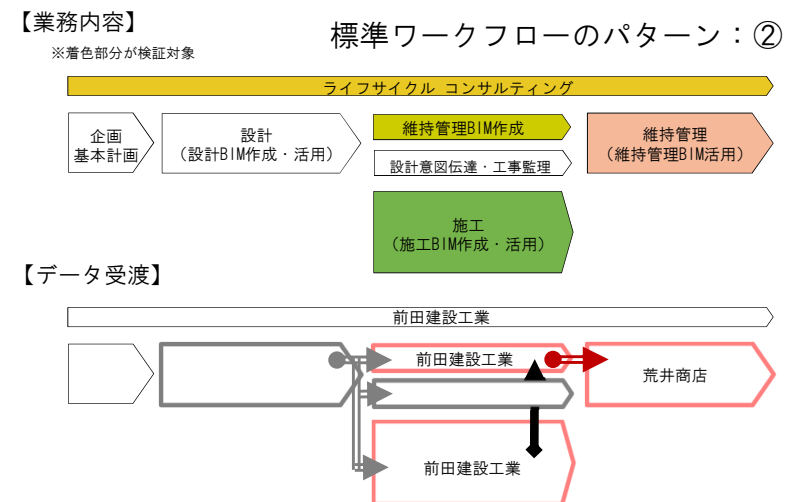 【業務内容】
標準ワークフローのパターン：②
※着色部分が検証対象
ライフサイクル コンサルティング
企画
基本計画
設計
（設計BIM作成・活用）
維持管理BIM作成
設計意図伝達・工事監理
維持管理
（維持管理BIM活用）
施工
（施工BIM作成・活用）
【データ受渡】
前田建設工業
前田建設工業
荒井商店
前田建設工業